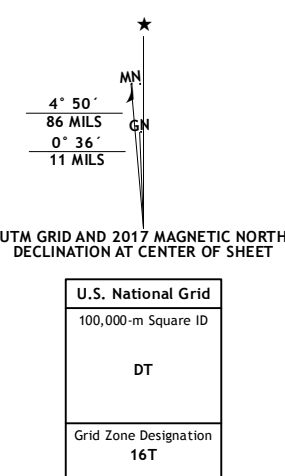 ★
MN
4° 50´
86 MILS
GN
0° 36´
11 MILS
UTM GRID AND 2017 MAGNETIC NORTH
DECLINATION AT CENTER OF SHEET
U.S. National Grid
100,000-m Square ID
DT
Grid Zone Designation
16T